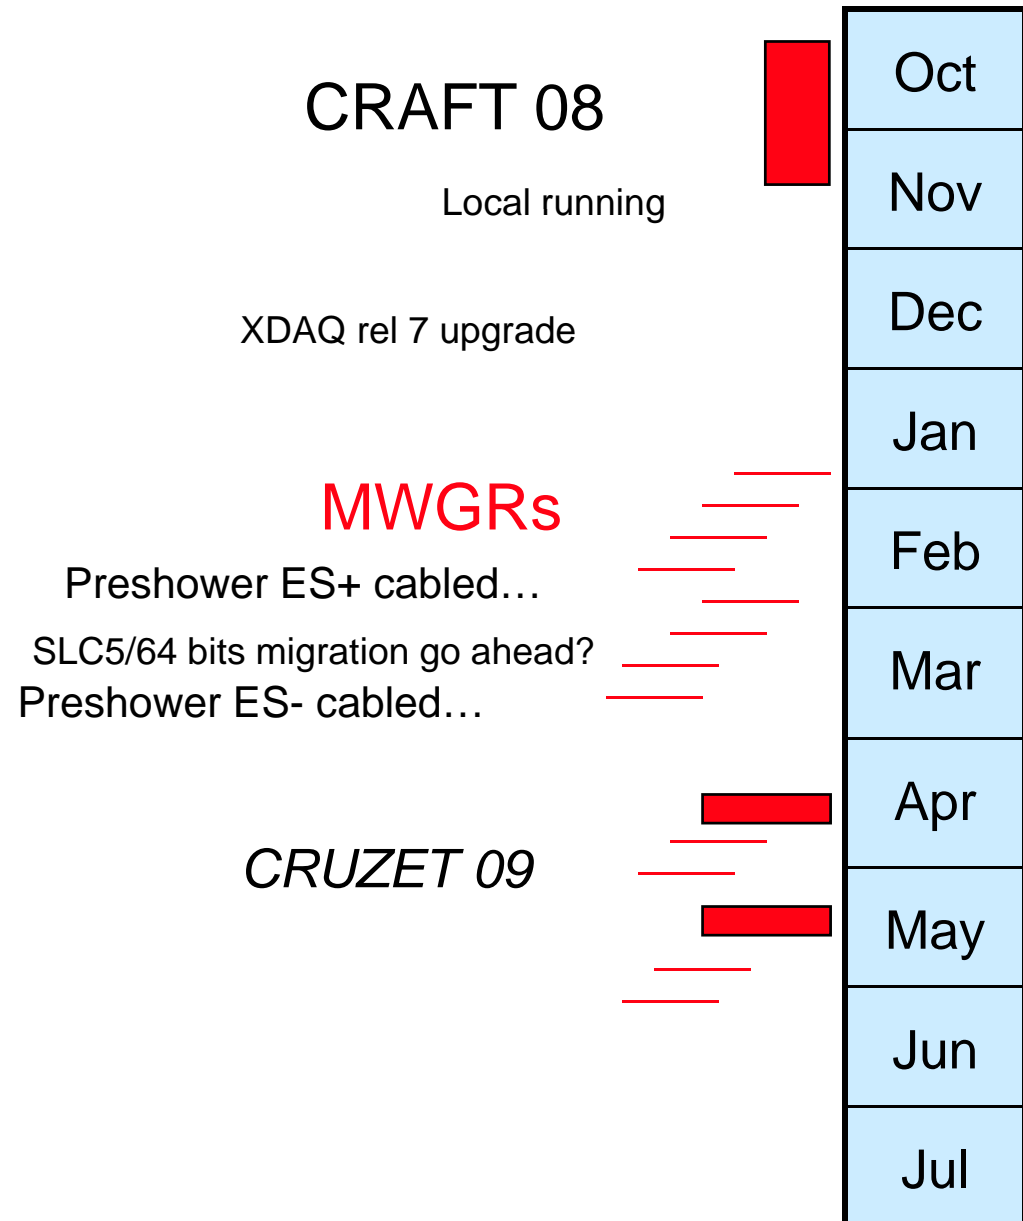 Oct
CRAFT 08
Nov
Local running
Dec
XDAQ rel 7 upgrade
Jan
MWGRs
Feb
Preshower ES+ cabled…
SLC5/64 bits migration go ahead?
Mar
Preshower ES- cabled…
Apr
CRUZET 09
May
Jun
Jul